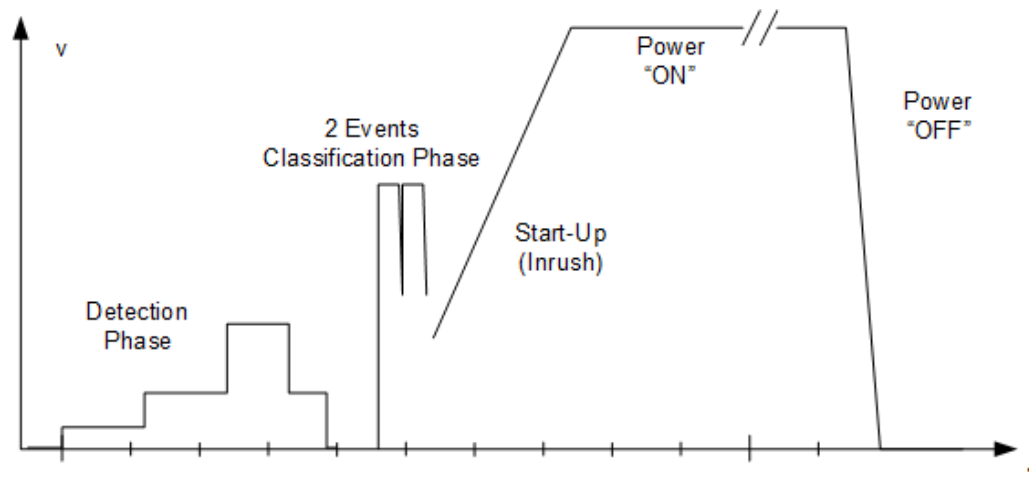 v
Power
“ON”
Power
“OFF”
2 Events
Classification Phase
Start-Up
(Inrush)
Detection
Phase